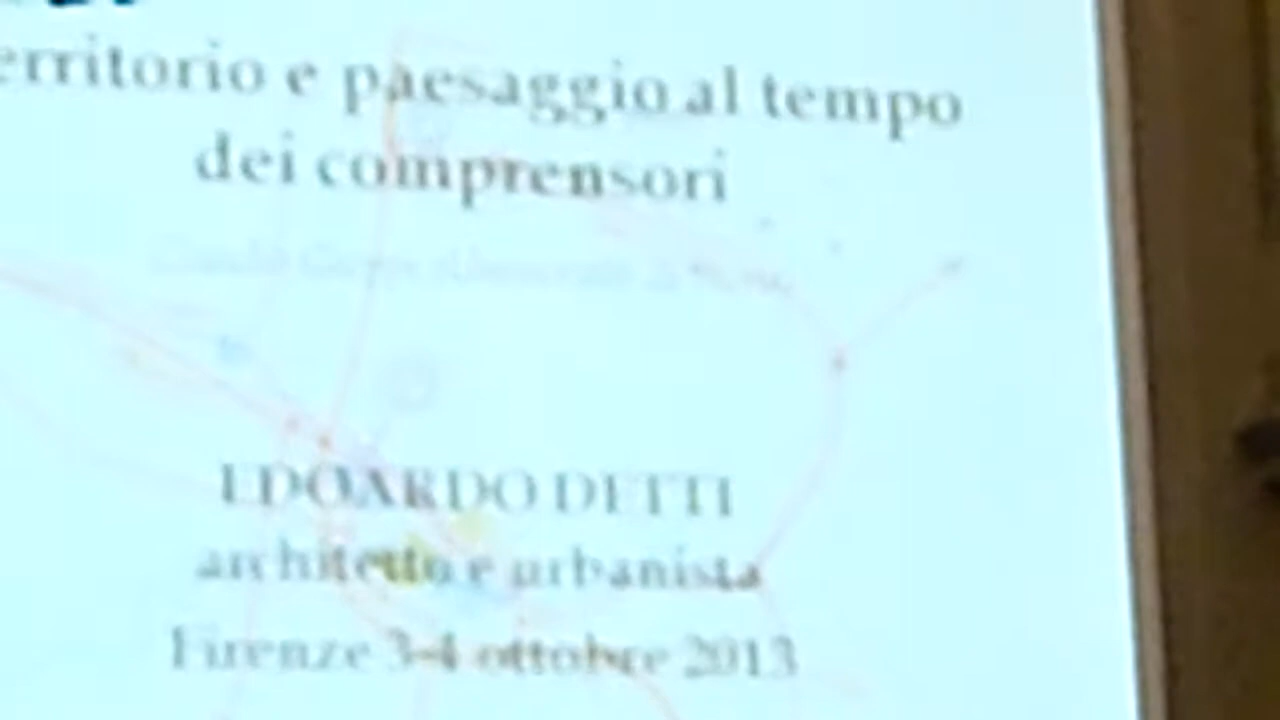 erritorio e paesaggio al tempo
dei comprensori
EDOARDO DETTI
architetto e urbanista
Firenze 3-4 ottobre 2013